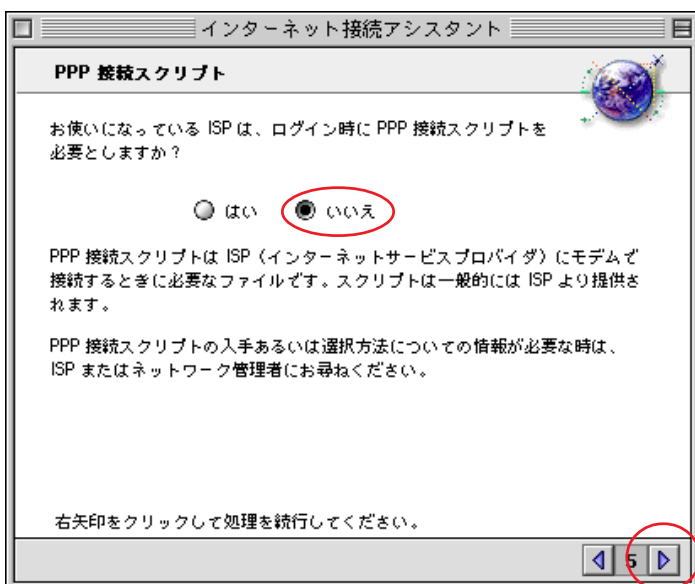 インターネット接続アシスタント
PPP 接続スクリプト
お使いになっている ISP は、ログイン時に PPP 接続スクリプトを
必要としますか？
はい いいえ
PPP 接続スクリプトは ISP（インターネットサービスプロバイダ）にモデムで
接続するときに必要なファイルです。スクリプトは一般的には ISP より提供さ
れます。
PPP 接続スクリプトの入手あるいは選択方法についての情報が必要な時は、
ISP またはネットワーク管理者にお尋ねください。
右矢印をクリックして処理を続行してください。
5